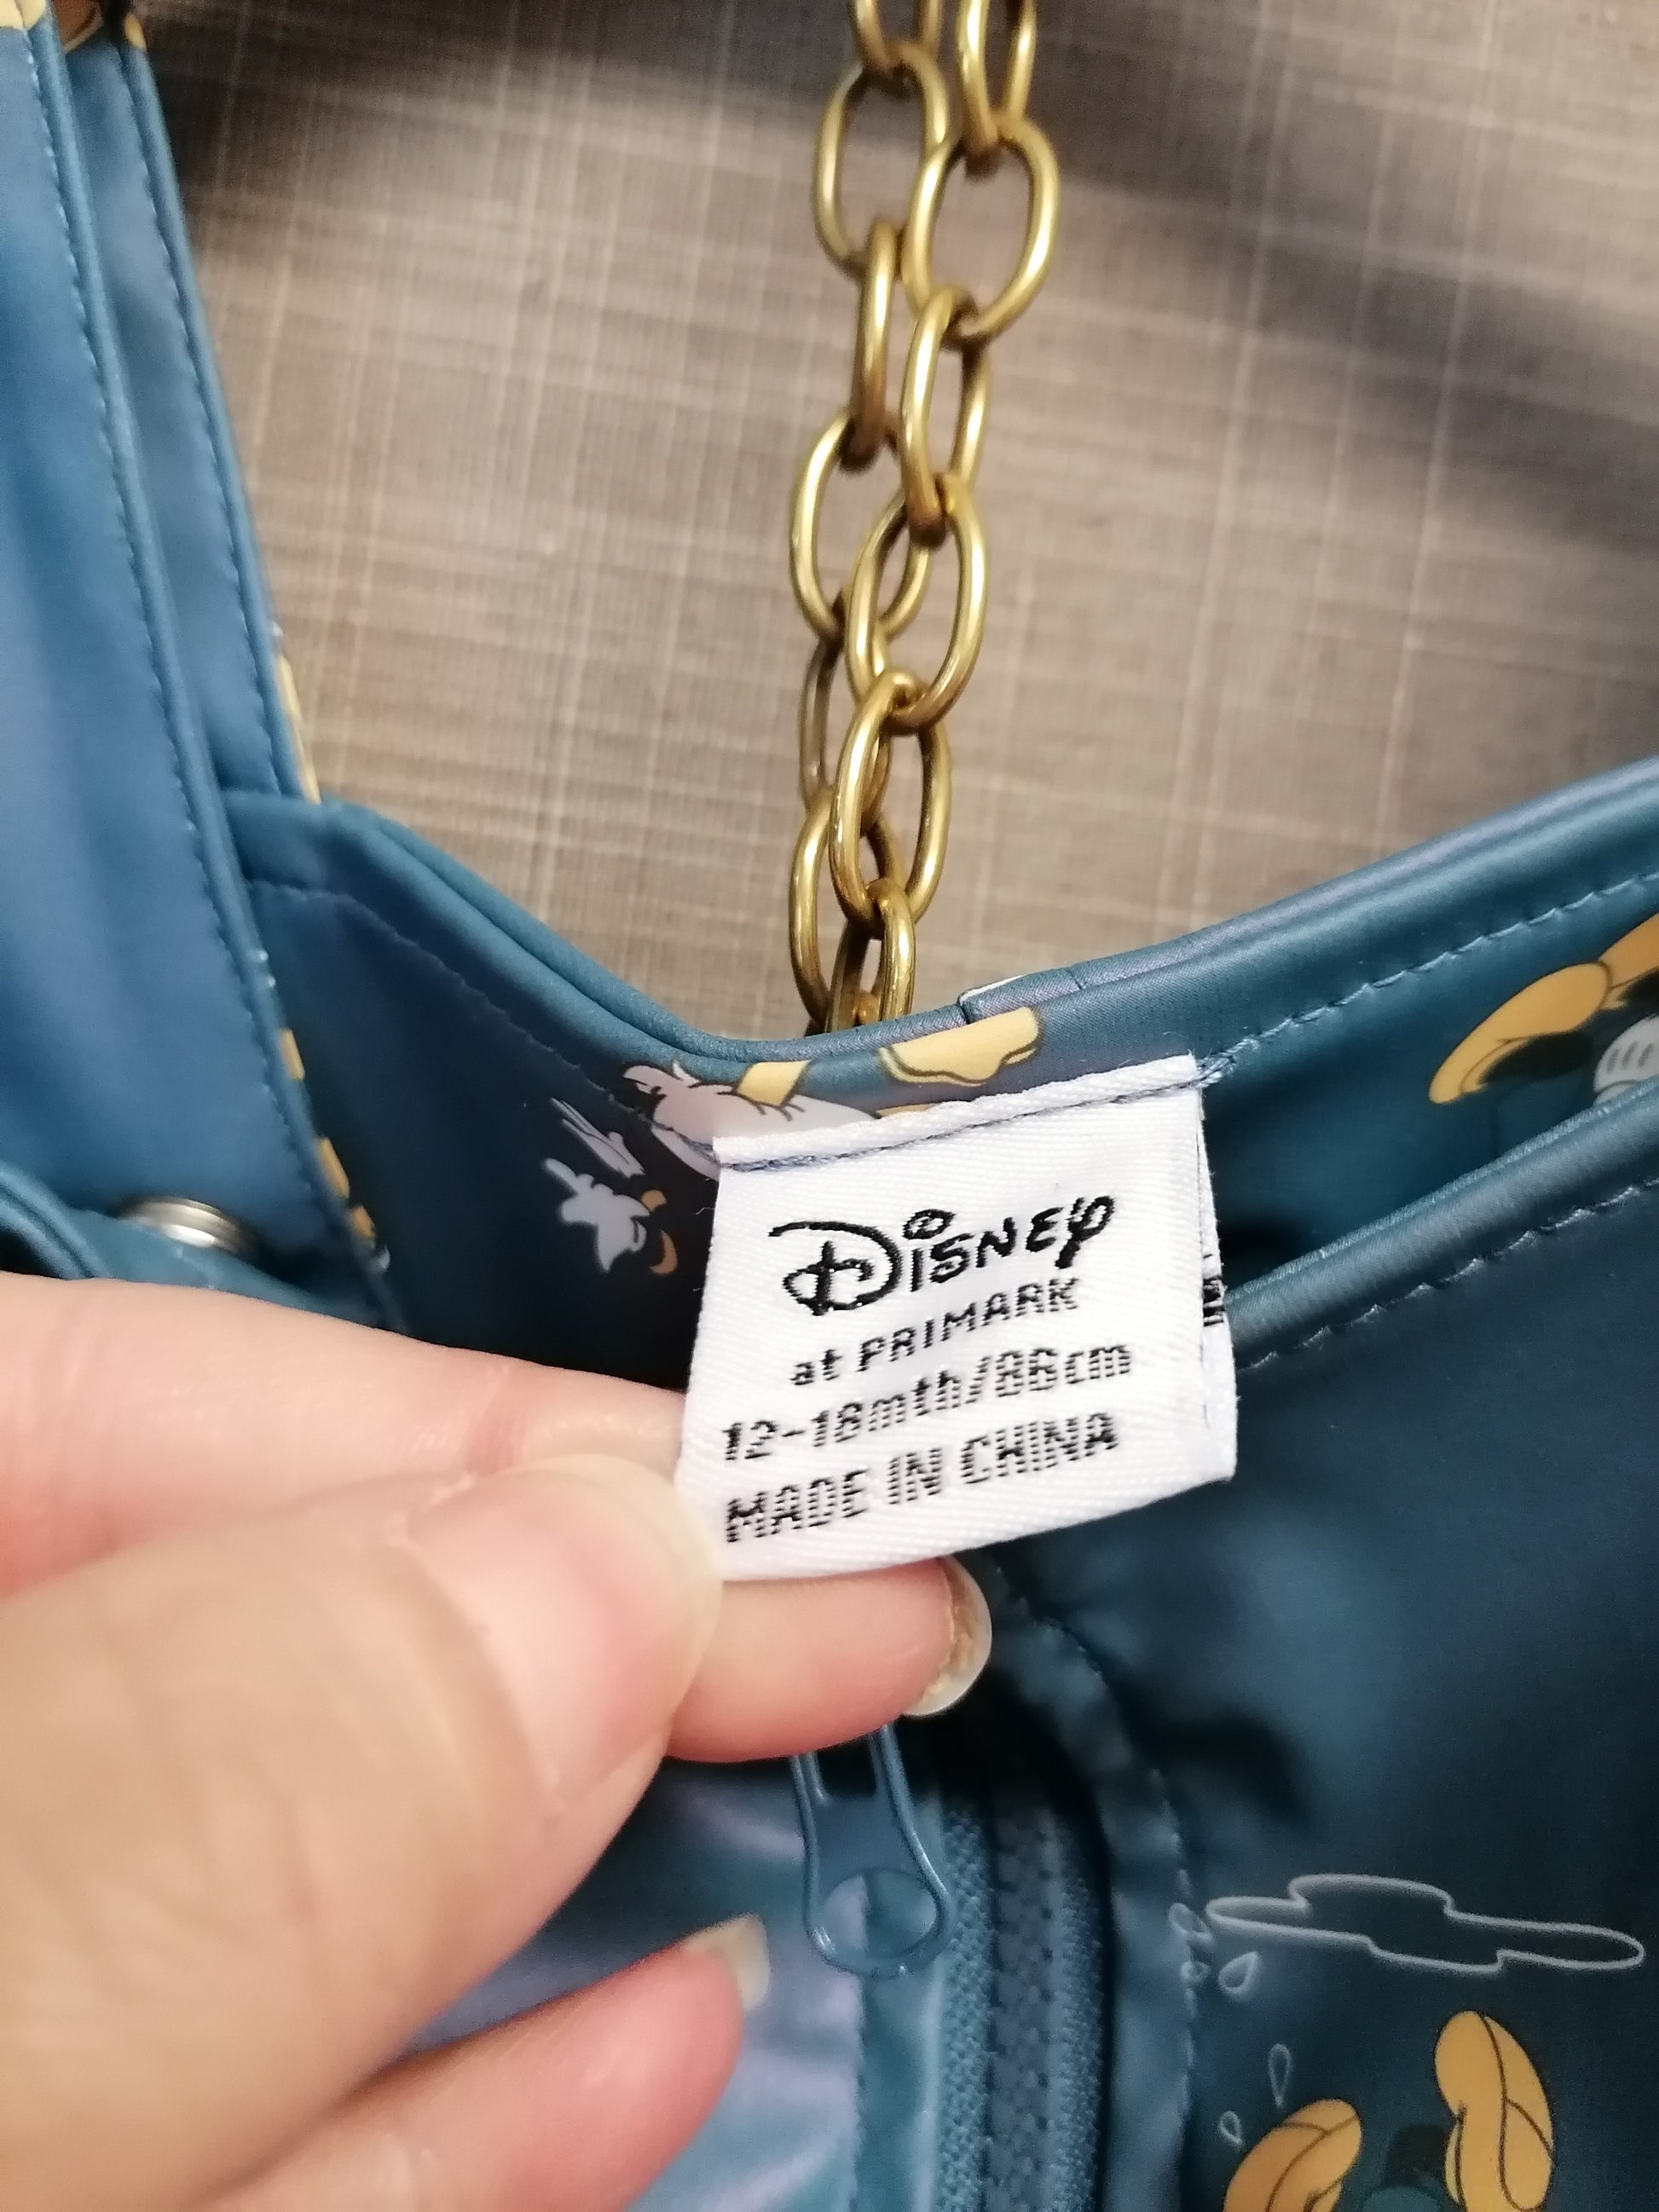 Disney
at PRIMARK
12-18mth/86cm
MADE IN CHINA